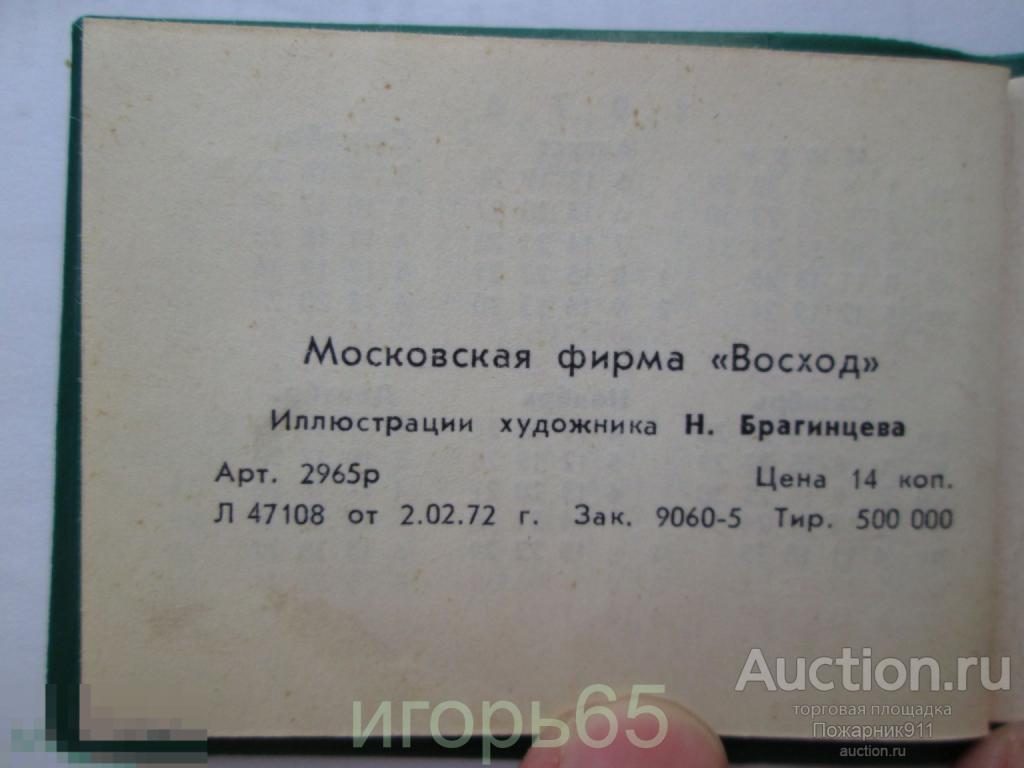 Московская фирма «Восход»
Иллюстрации художника Н. Брагинцева
Арт. 2965р Цена 14 коп.
Л 47108 от 2.02.72 г. Зак. 9060-5 Тир. 500 000
игорь65
Auction.ru
торговая площадка
Пожарник911
auction.ru